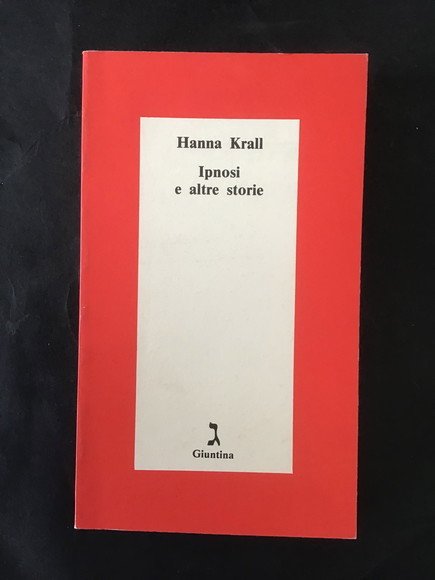 Hanna Krall
Ipnosi
e altre storie
ג
Giuntina